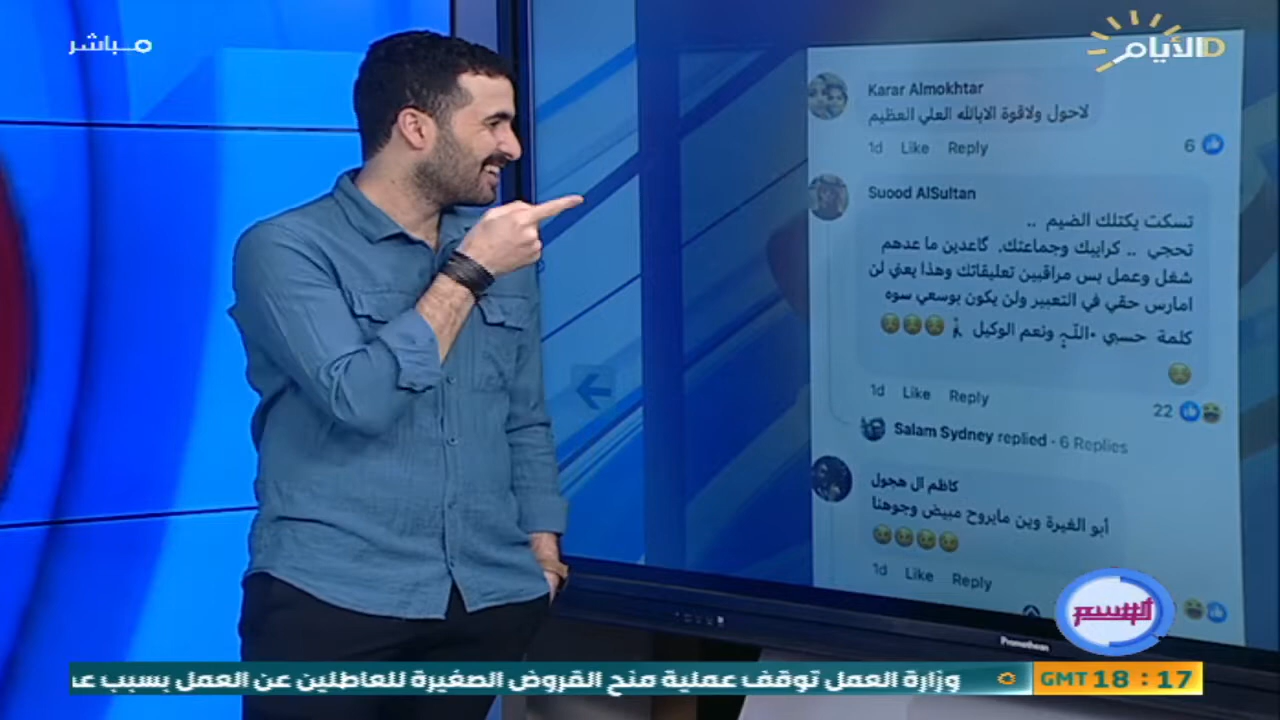 مباشر
الأيام
Karar Almokhtar
لاحول ولاقوة الابالله العلي العظيم
1d Like Reply
6
Suood AlSultan
تسكت يكتلك الضيم ..
تحجي .. كرايبك وجماعتك. گاعدين ما عدهم
شغل وعمل بس مراقبين تعليقاتك وهذا يعني لن
امارس حقي في التعبير ولن يكون بوسعي سوه
كلمة حسبي الله ونعم الوكيل
1d Like Reply
22
Salam Sydney replied · 6 Replies
كاظم ال هجول
أبو الغيرة وين مايروح مبيض وجوهنا
1d Like Reply
Promethean
وزارة العمل توقف عملية منح القروض الصغيرة للعاطلين عن العمل بسبب عد
GMT 18:17